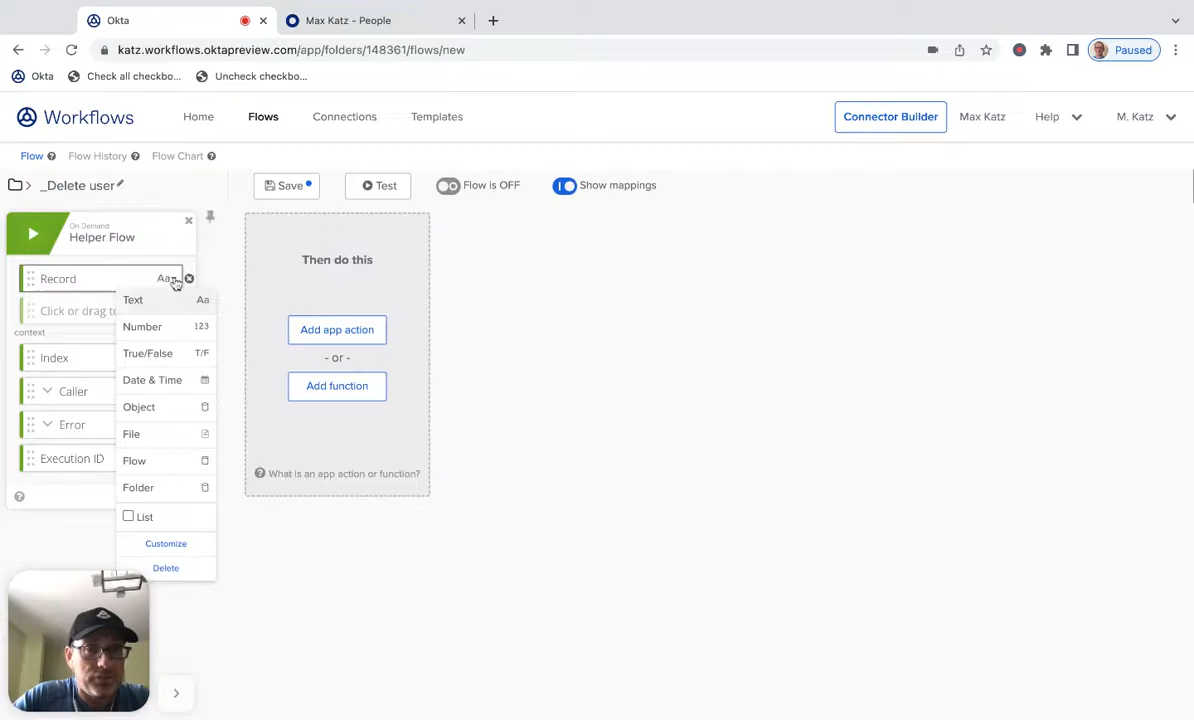 Okta
Max Katz - People
katz.workflows.oktapreview.com/app/folders/148361/flows/new
Paused
Okta
Check all checkbo...
Uncheck checkbo...
Workflows
Home
Flows
Connections
Templates
Connector Builder
Max Katz
Help
M. Katz
Flow
Flow History
Flow Chart
_Delete user
Save
Test
Flow is OFF
Show mappings
On Demand
Helper Flow
Record
Aa
Click or drag to
context
Index
Caller
Error
Execution ID
Text Aa
Number 123
True/False T/F
Date & Time
Object
File
Flow
Folder
List
Customize
Delete
Then do this
Add app action
- or -
Add function
What is an app action or function?